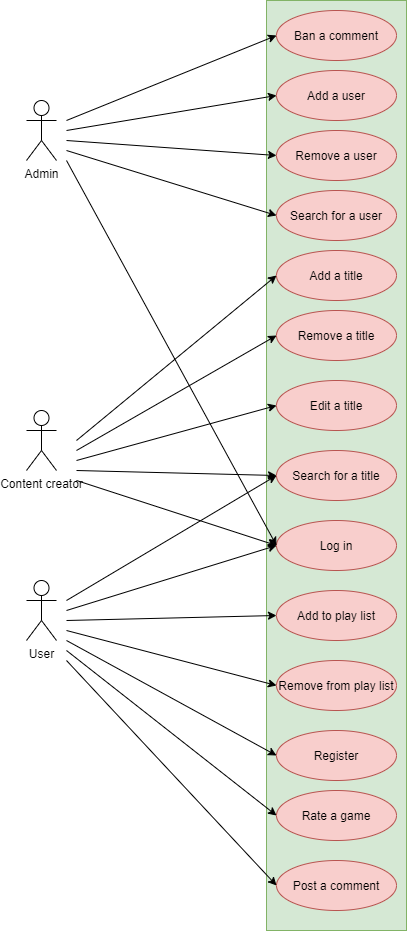 Ban a comment
Add a user
Remove a user
Admin
Search for a user
Add a title
Remove a title
Edit a title
Search for a title
Content creator
Log in
Add to play list
User
Remove from play list
Register
Rate a game
Post a comment